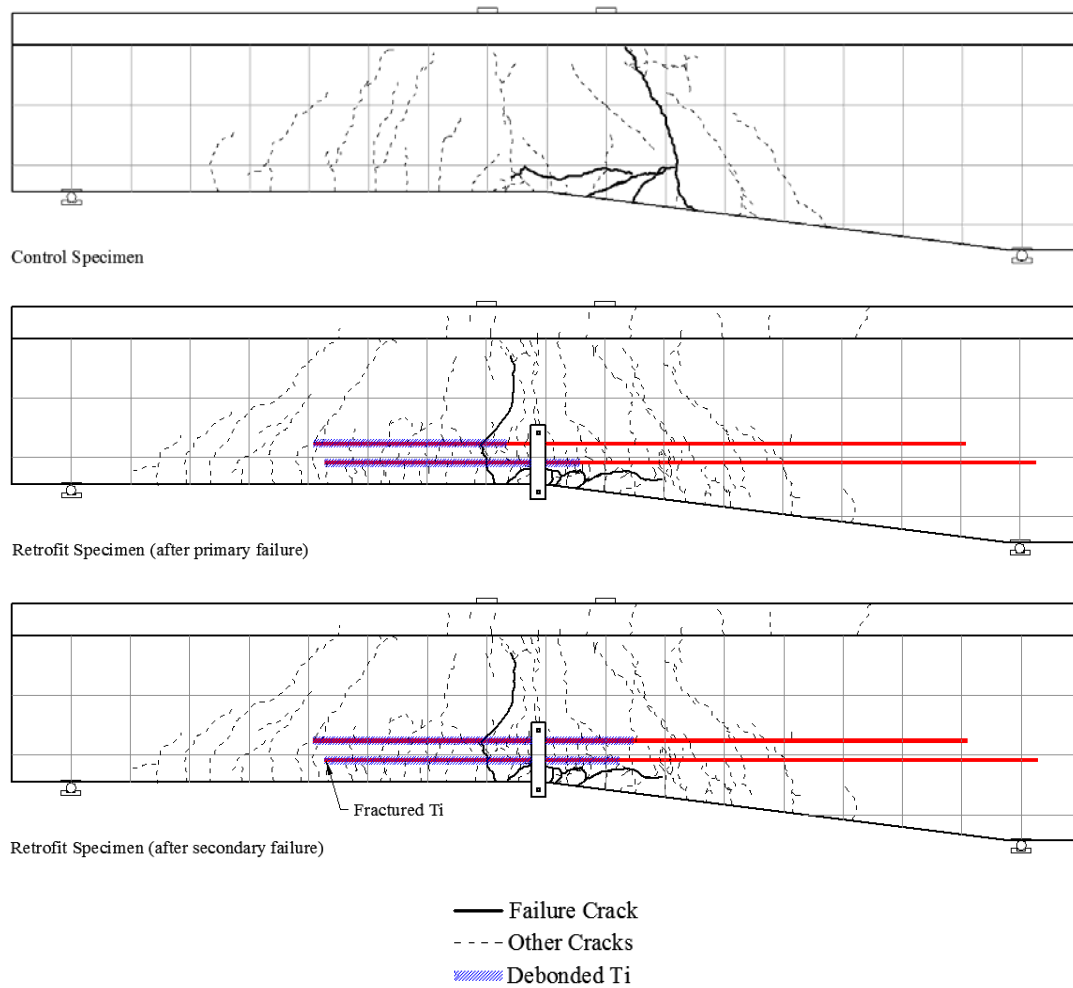 Control Specimen
Retrofit Specimen (after primary failure)
Fractured Ti
Retrofit Specimen (after secondary failure)
Failure Crack
Other Cracks
Debonded Ti